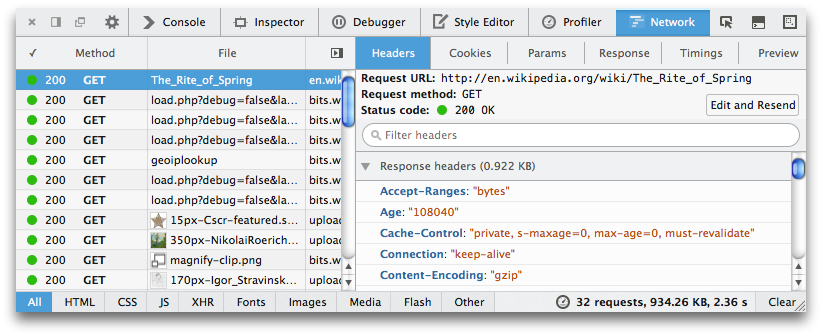 Console Inspector Debugger Style Editor Profiler Network
✓ Method File Headers Cookies Params Response Timings Preview
200 GET The_Rite_of_Spring en.wik
200 GET load.php?debug=false&la... bits.w
200 GET load.php?debug=false&la... bits.w
200 GET load.php?debug=false&la... bits.w
200 GET geoiplookup bits.w
200 GET load.php?debug=false&la... bits.w
200 GET load.php?debug=false&la... bits.w
200 GET 15px-Cscr-featured.s... upload
200 GET 350px-NikolaiRoerich... upload
200 GET magnify-clip.png bits.w
200 GET 170px-Igor_Stravinsk... upload
Request URL: http://en.wikipedia.org/wiki/The_Rite_of_Spring
Request method: GET
Status code: 200 OK
Edit and Resend
Filter headers
Response headers (0.922 KB)
Accept-Ranges: "bytes"
Age: "108040"
Cache-Control: "private, s-maxage=0, max-age=0, must-revalidate"
Connection: "keep-alive"
Content-Encoding: "gzip"
All HTML CSS JS XHR Fonts Images Media Flash Other 32 requests, 934.26 KB, 2.36 s Clear